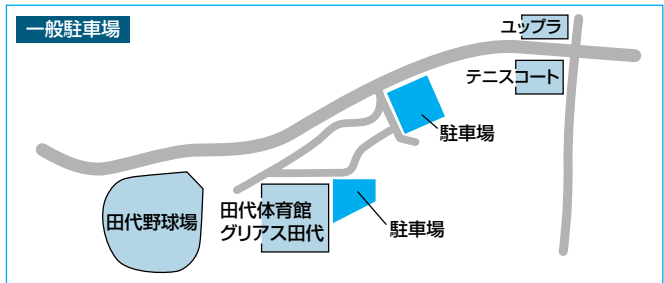 一般駐車場
ユップラ
テニスコート
駐車場
田代体育館
グリアス田代
田代野球場
駐車場